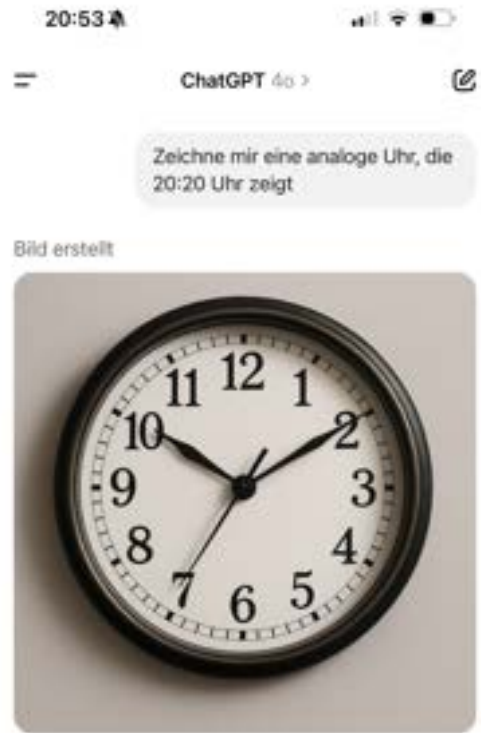 20:53
ChatGPT 4o >
Zeichne mir eine analoge Uhr, die
20:20 Uhr zeigt
Bild erstellt
12
11 1
10 2
9 3
8 4
7 5
6